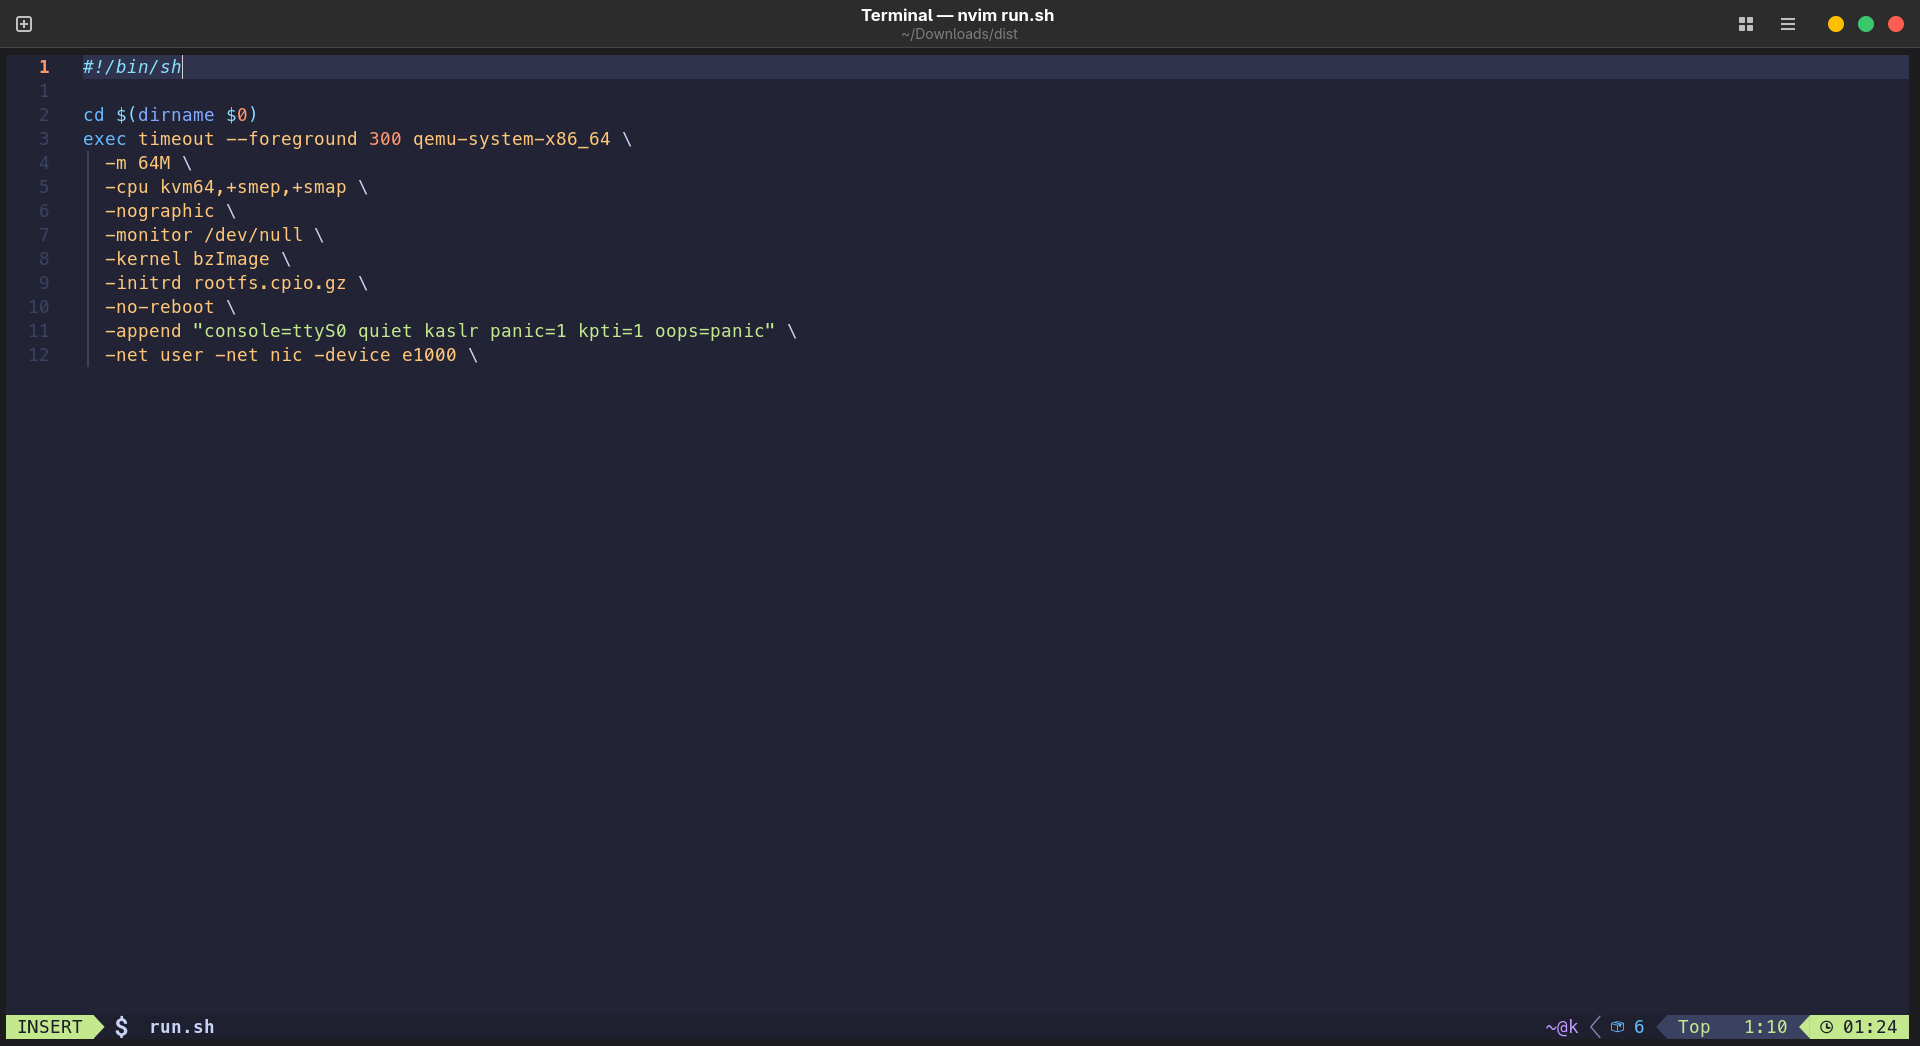 Terminal — nvim run.sh
~/Downloads/dist
1 #!/bin/sh
1
2 cd $(dirname $0)
3 exec timeout --foreground 300 qemu-system-x86_64 \
4 -m 64M \
5 -cpu kvm64,+smep,+smap \
6 -nographic \
7 -monitor /dev/null \
8 -kernel bzImage \
9 -initrd rootfs.cpio.gz \
10 -no-reboot \
11 -append "console=ttyS0 quiet kaslr panic=1 kpti=1 oops=panic" \
12 -net user -net nic -device e1000 \
INSERT $ run.sh ~@k 6 Top 1:10 01:24